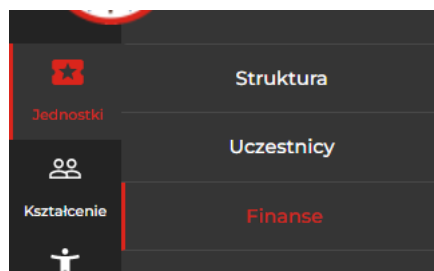 Struktura
Jednostki
Uczestnicy
Kształcenie
Finanse